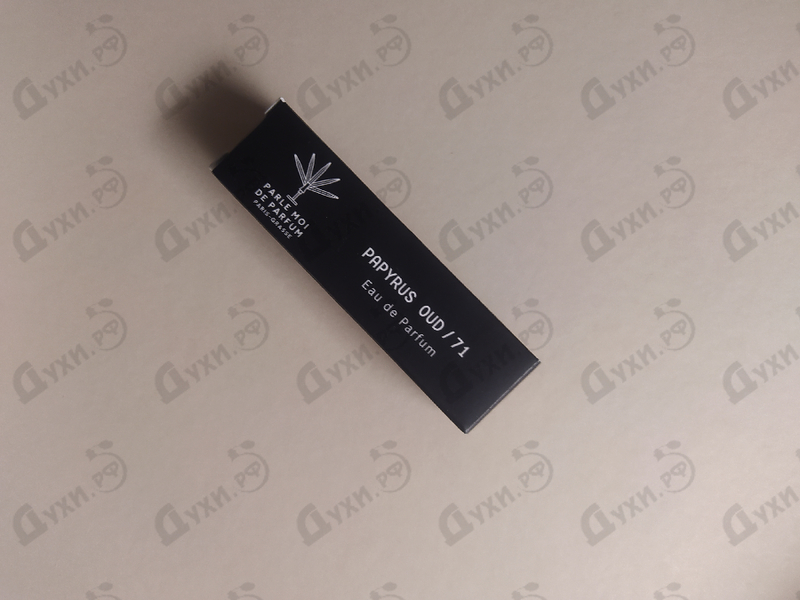 PARLE MOI
DE PARFUM
PARIS-GRASSE
PAPYRUS OUD / 71
Eau de Parfum
Духи.РФ